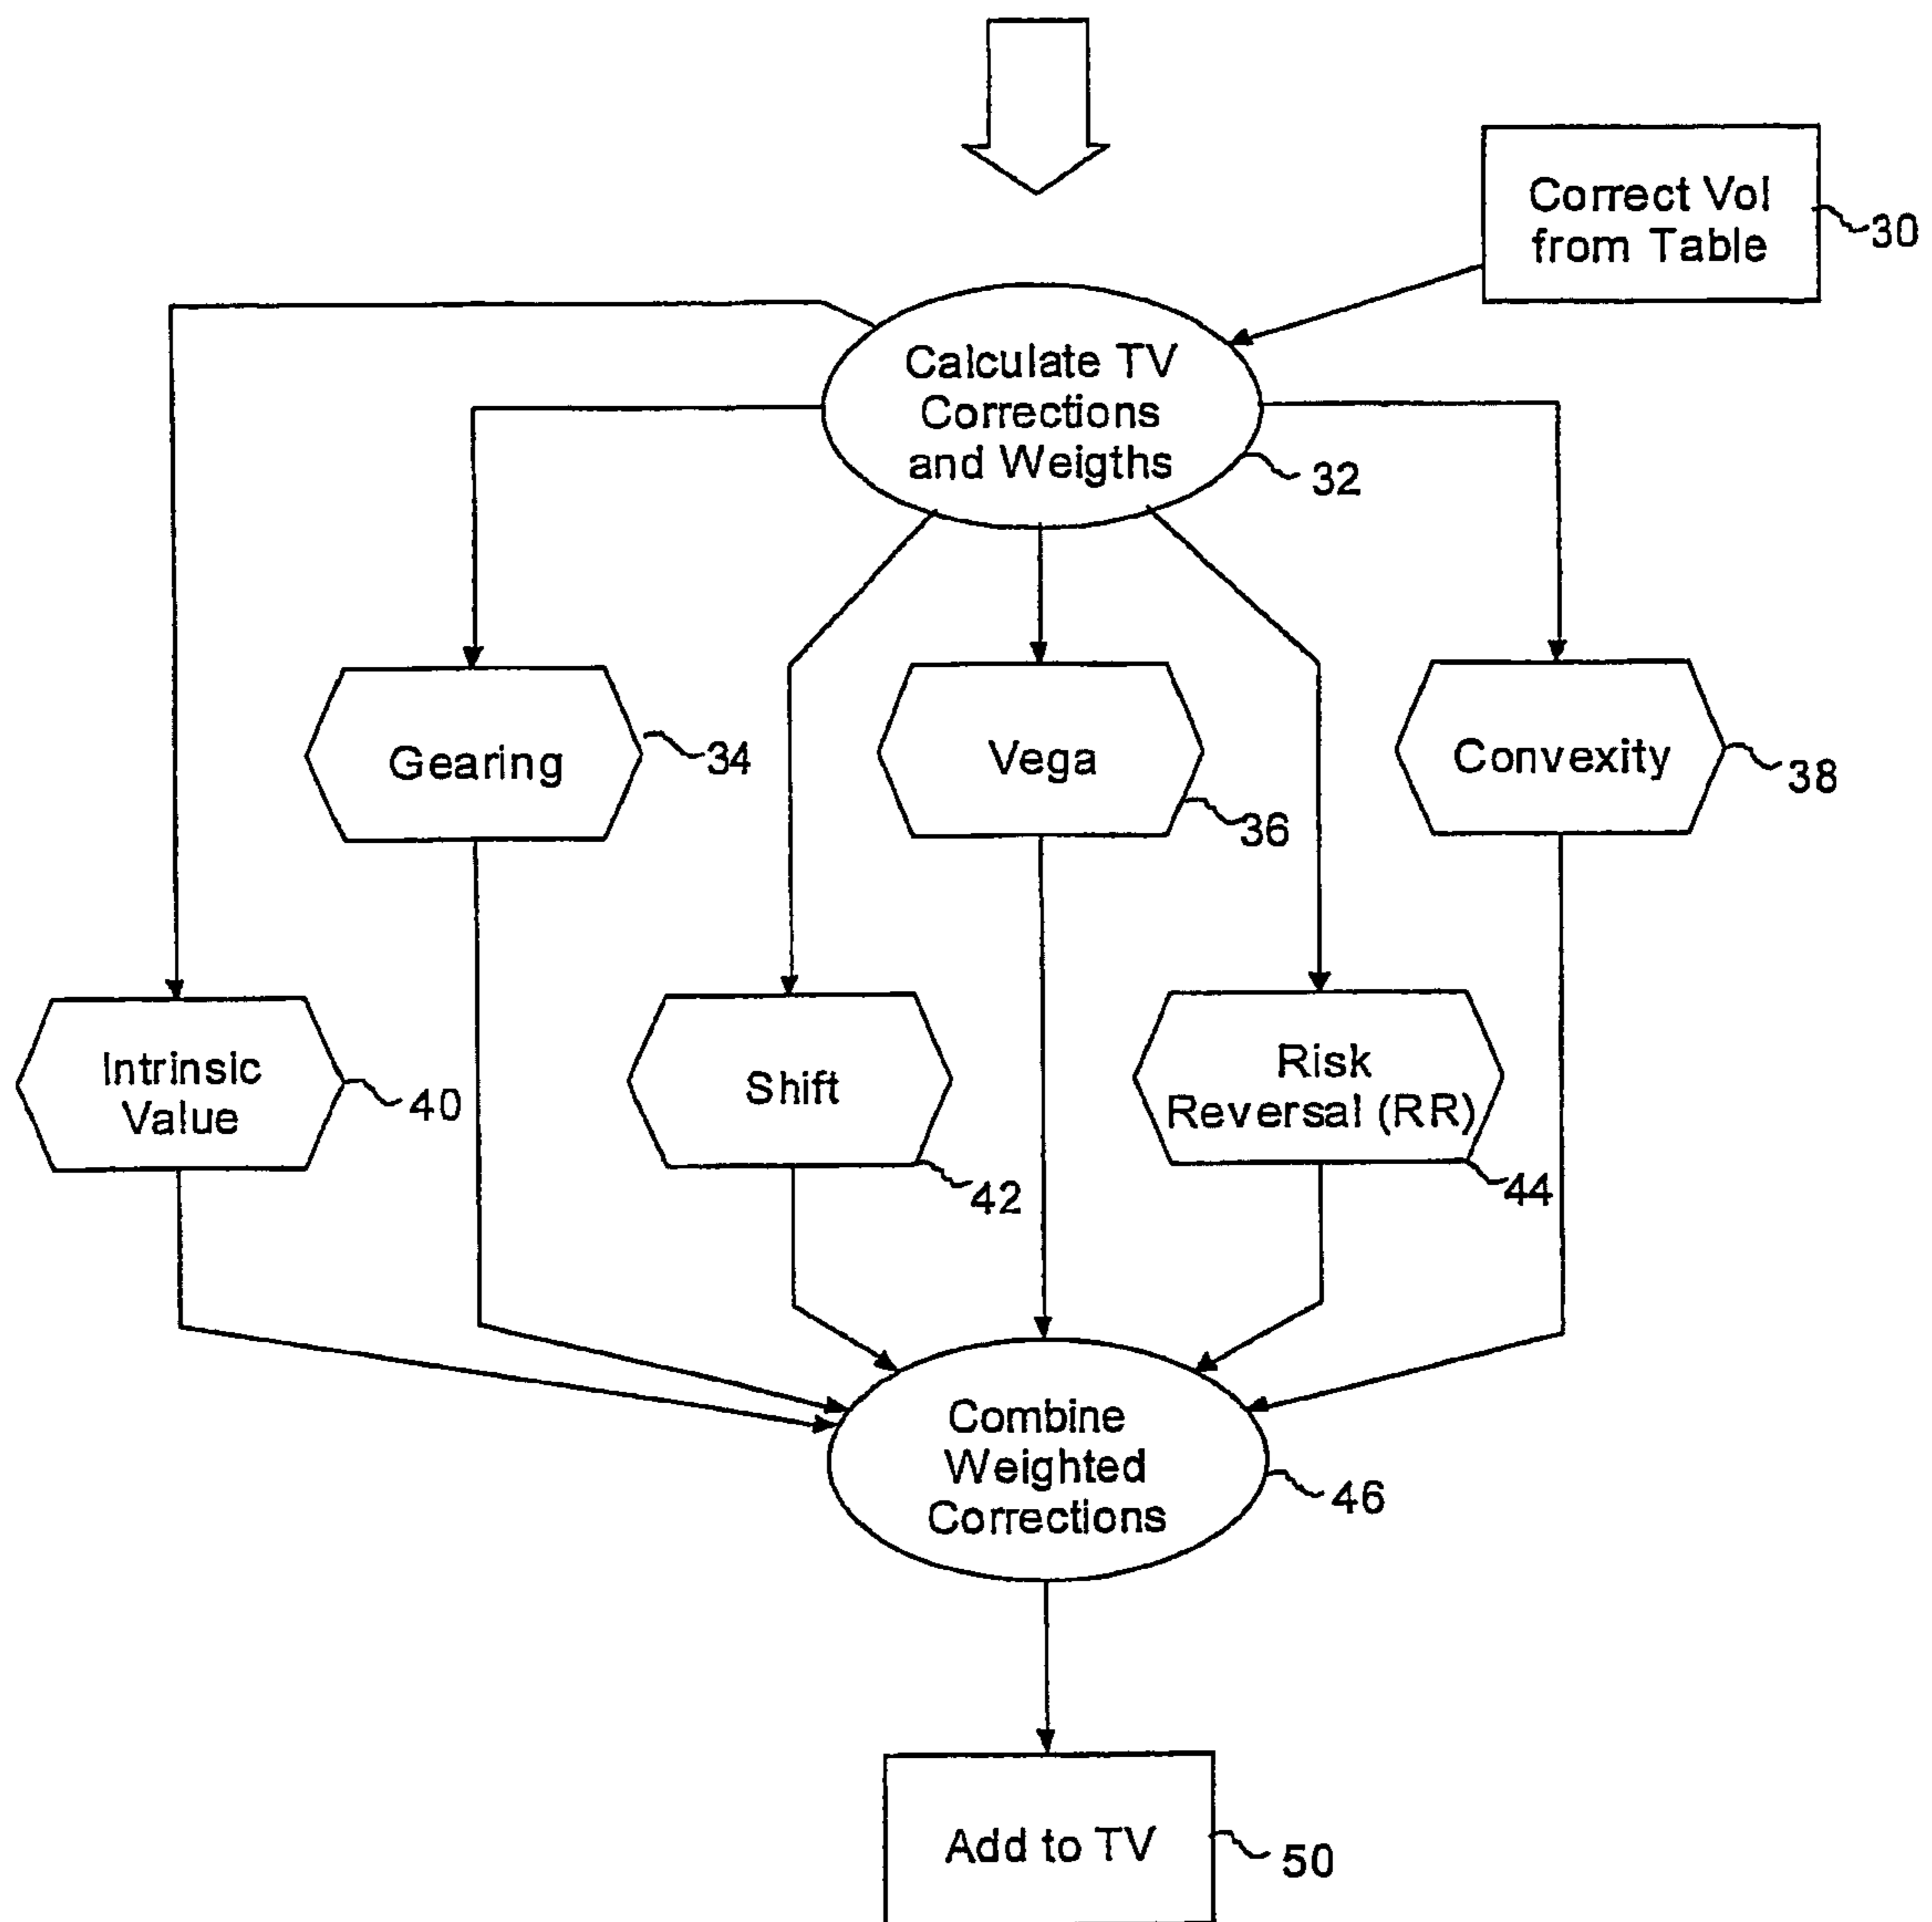 Correct Vol
from Table
30
Calculate TV
Corrections
and Weigths
32
Gearing
34
Vega
36
Convexity
38
Intrinsic
Value
40
Shift
42
Risk
Reversal (RR)
44
Combine
Weighted
Corrections
46
Add to TV
50